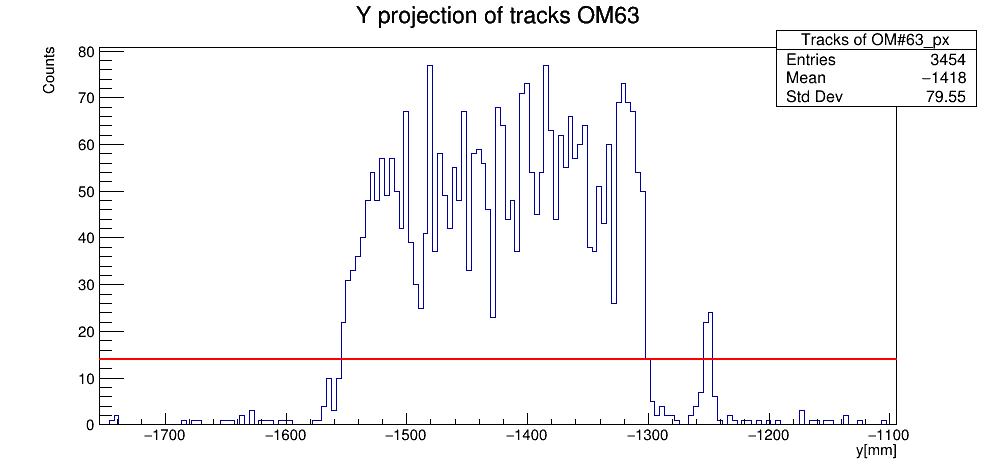 Y projection of tracks OM63
Tracks of OM#63_px
Entries 3454
Mean −1418
Std Dev 79.55
Counts
80
70
60
50
40
30
20
10
0
−1700 −1600 −1500 −1400 −1300 −1200 −1100
y[mm]